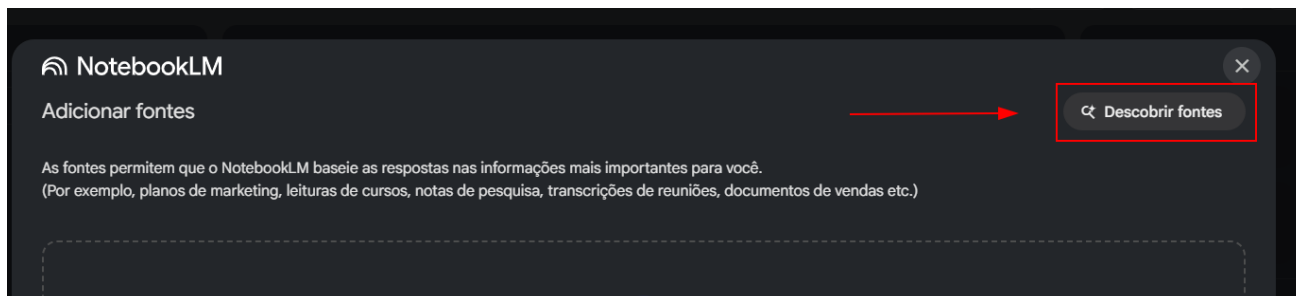 NotebookLM
Adicionar fontes
Descobrir fontes
As fontes permitem que o NotebookLM baseie as respostas nas informações mais importantes para você.
(Por exemplo, planos de marketing, leituras de cursos, notas de pesquisa, transcrições de reuniões, documentos de vendas etc.)